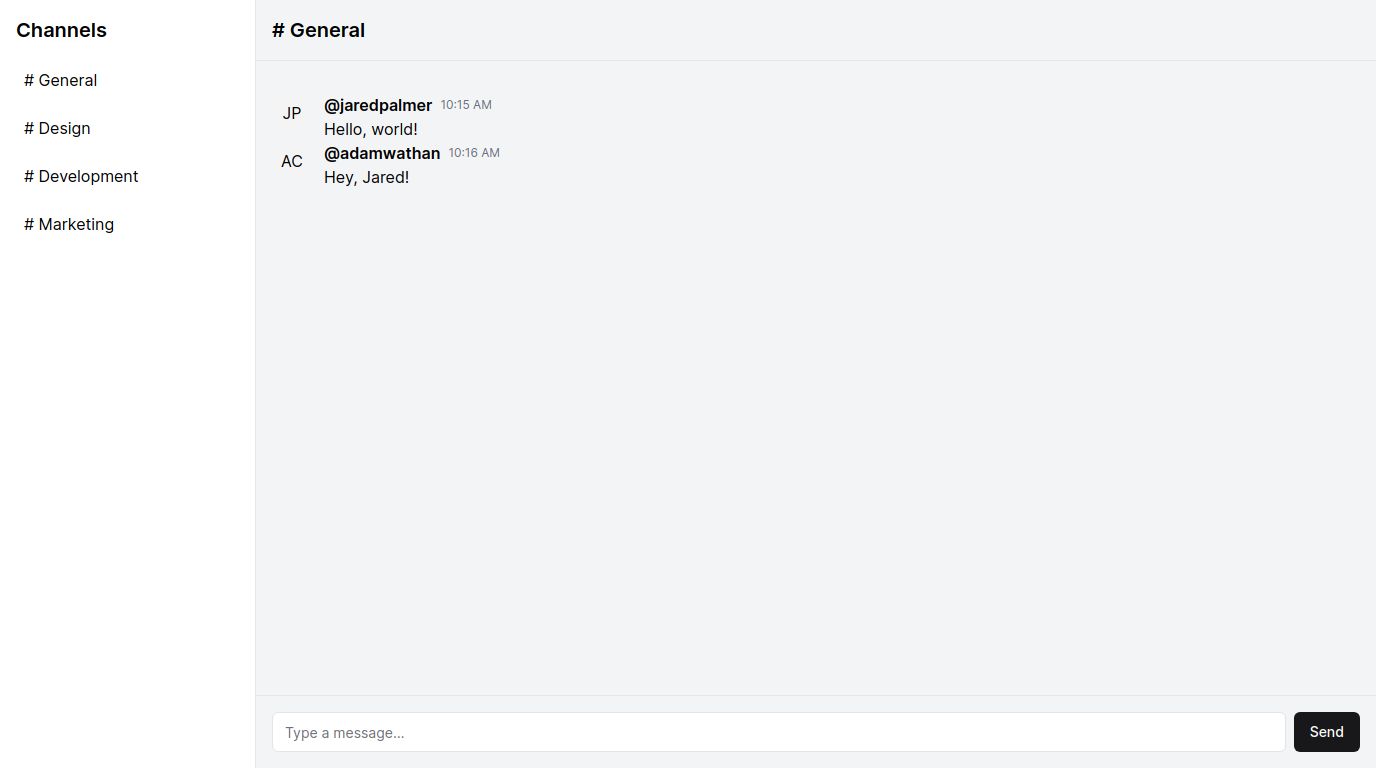 Channels
# General
# Design
# Development
# Marketing
# General
JP
@jaredpalmer 10:15 AM
Hello, world!
AC
@adamwathan 10:16 AM
Hey, Jared!
Type a message...
Send